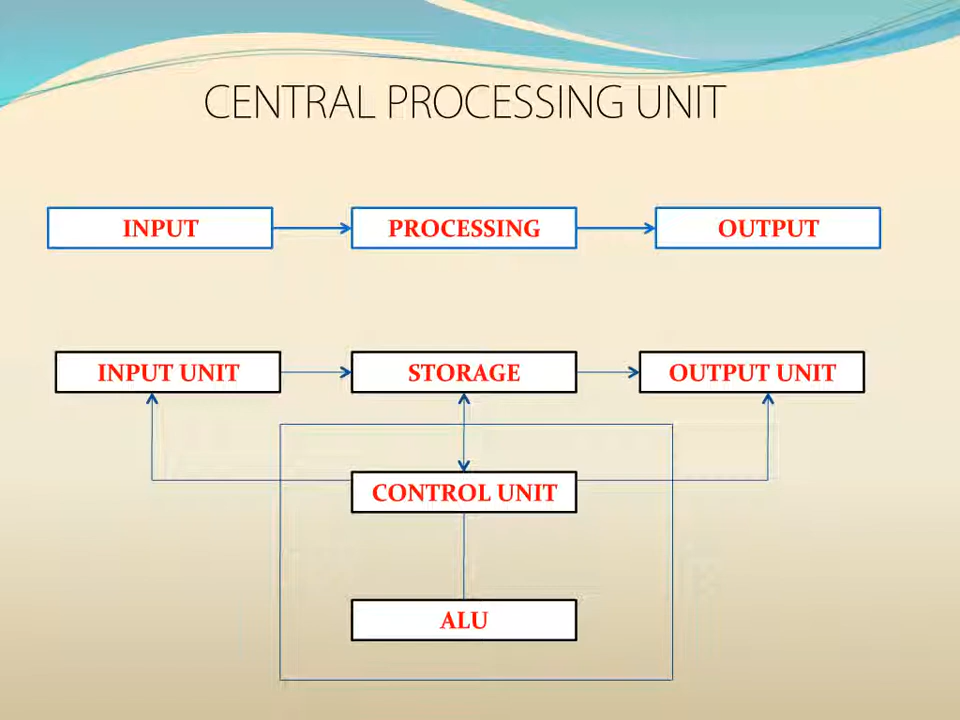 CENTRAL PROCESSING UNIT
INPUT
PROCESSING
OUTPUT
INPUT UNIT
STORAGE
OUTPUT UNIT
CONTROL UNIT
ALU